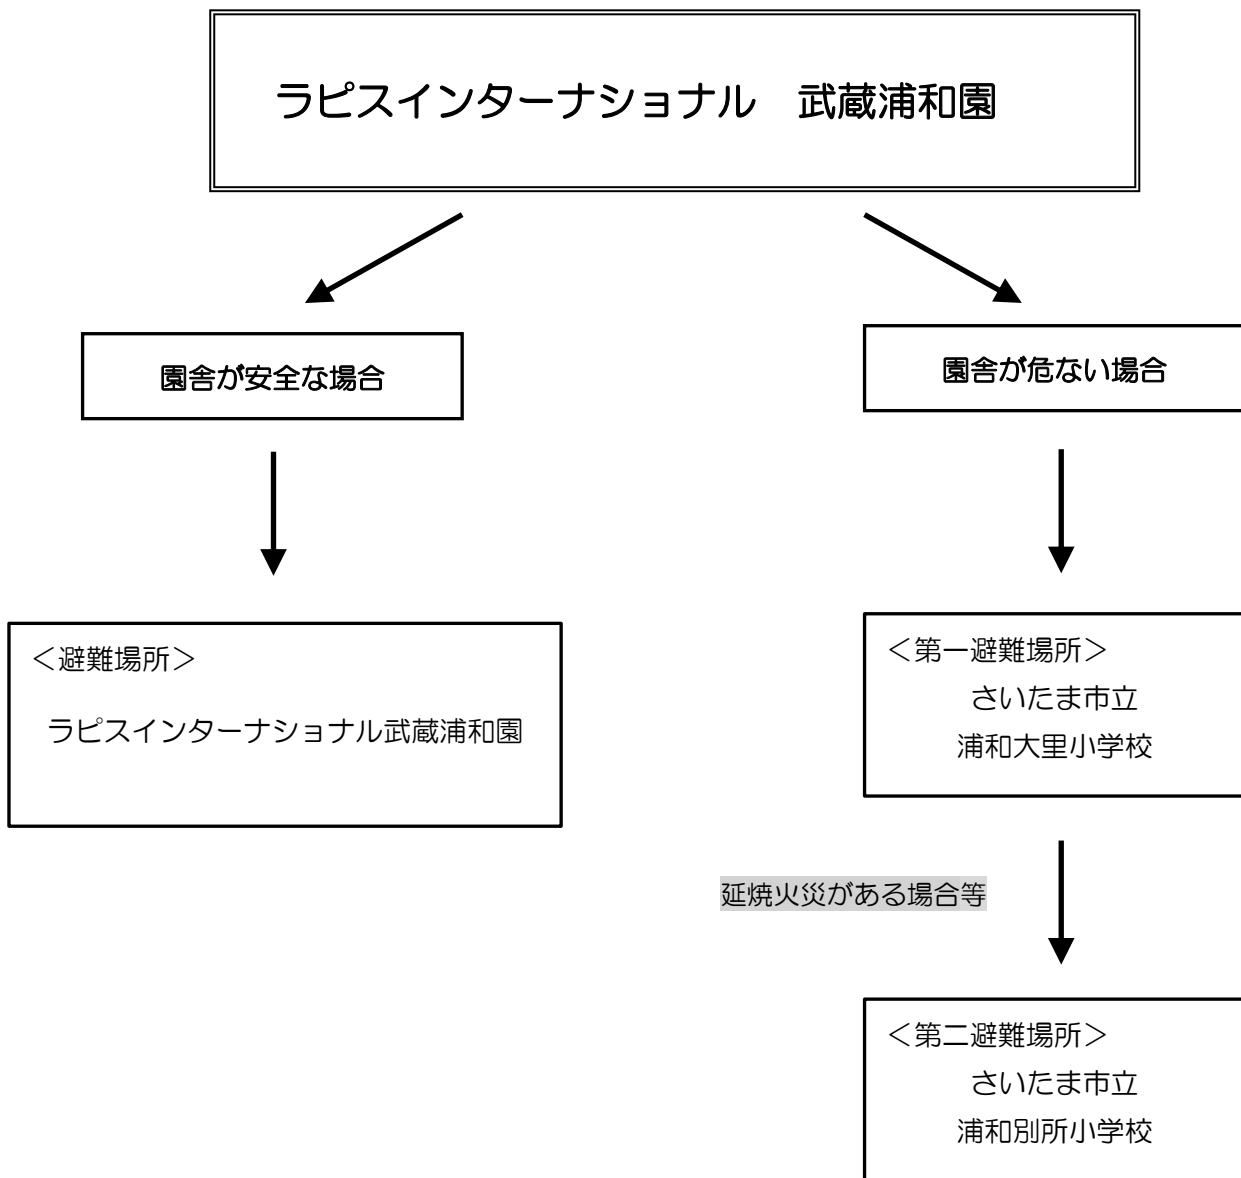 ラピスインターナショナル　武蔵浦和園
園舎が安全な場合
園舎が危ない場合
＜避難場所＞
ラピスインターナショナル武蔵浦和園
＜第一避難場所＞
さいたま市立
浦和大里小学校
延焼火災がある場合等
＜第二避難場所＞
さいたま市立
浦和別所小学校